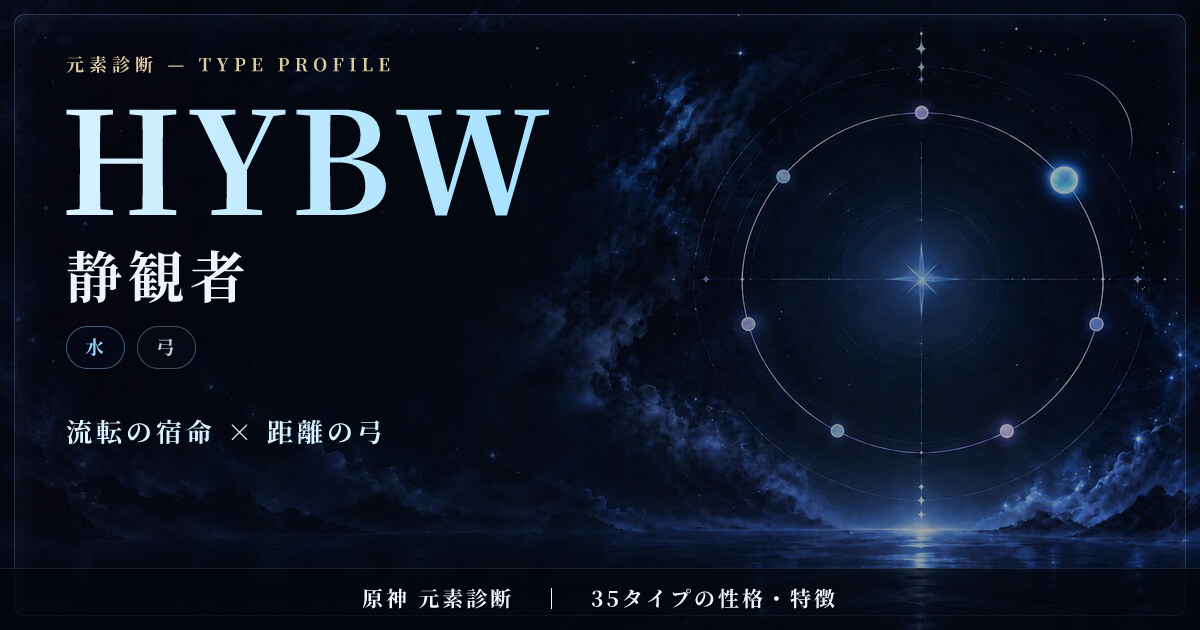 元素診断 — TYPE PROFILE
HYBW
静観者
水 弓
流転の宿命 × 距離の弓
原神 元素診断 | 35タイプの性格・特徴